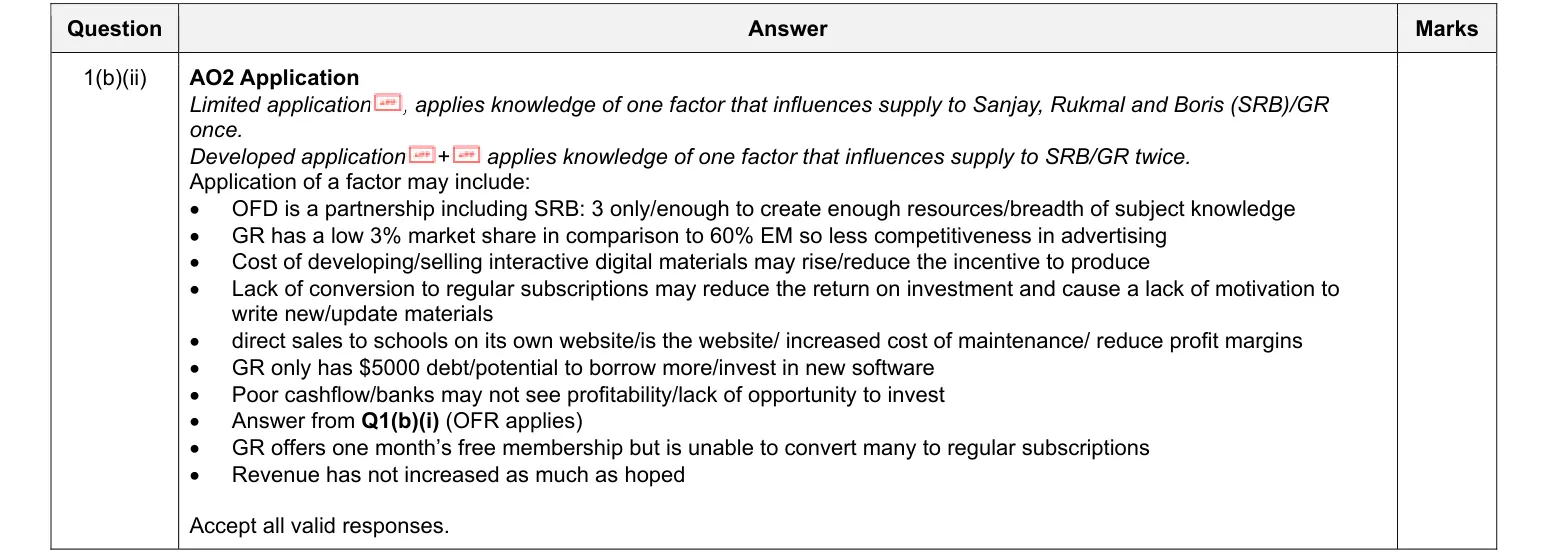 Question Answer Marks
1(b)(ii) AO2 Application
Limited application APP, applies knowledge of one factor that influences supply to Sanjay, Rukmal and Boris (SRB)/GR
once.
Developed application APP+APP applies knowledge of one factor that influences supply to SRB/GR twice.
Application of a factor may include:
• OFD is a partnership including SRB: 3 only/enough to create enough resources/breadth of subject knowledge
• GR has a low 3% market share in comparison to 60% EM so less competitiveness in advertising
• Cost of developing/selling interactive digital materials may rise/reduce the incentive to produce
• Lack of conversion to regular subscriptions may reduce the return on investment and cause a lack of motivation to
write new/update materials
• direct sales to schools on its own website/is the website/ increased cost of maintenance/ reduce profit margins
• GR only has $5000 debt/potential to borrow more/invest in new software
• Poor cashflow/banks may not see profitability/lack of opportunity to invest
• Answer from Q1(b)(i) (OFR applies)
• GR offers one month’s free membership but is unable to convert many to regular subscriptions
• Revenue has not increased as much as hoped
Accept all valid responses.